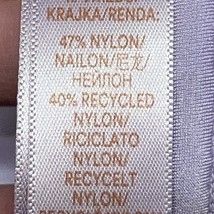 KRAJKA/RENDA:
47% NYLON/
NAILON/尼龙/
НЕЙЛОН
40% RECYCLED
NYLON/
RICICLATO
NYLON/
RECYCELT
NYLON/